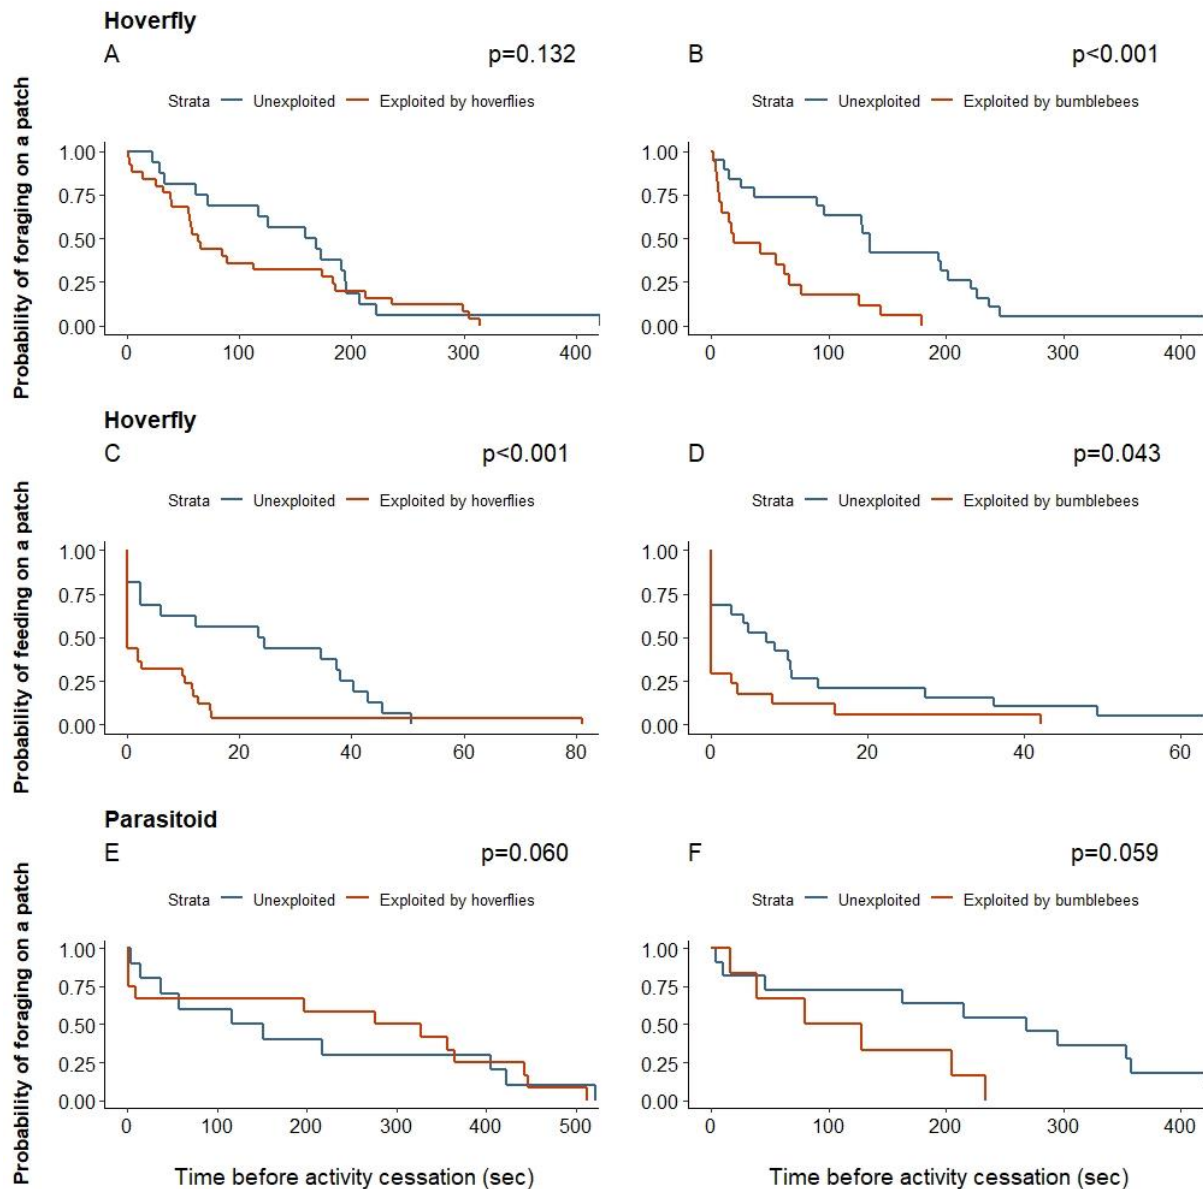 Hoverfly
A p=0.132 B p<0.001
Strata Unexploited Exploited by hoverflies Strata Unexploited Exploited by bumblebees
Probability of foraging on a patch
1.00 1.00
0.75 0.75
0.50 0.50
0.25 0.25
0.00 0.00
0 100 200 300 400 0 100 200 300 400
Hoverfly
C p<0.001 D p=0.043
Strata Unexploited Exploited by hoverflies Strata Unexploited Exploited by bumblebees
Probability of feeding on a patch
1.00 1.00
0.75 0.75
0.50 0.50
0.25 0.25
0.00 0.00
0 20 40 60 80 0 20 40 60
Parasitoid
E p=0.060 F p=0.059
Strata Unexploited Exploited by hoverflies Strata Unexploited Exploited by bumblebees
Probability of foraging on a patch
1.00 1.00
0.75 0.75
0.50 0.50
0.25 0.25
0.00 0.00
0 100 200 300 400 500 0 100 200 300 400
Time before activity cessation (sec) Time before activity cessation (sec)